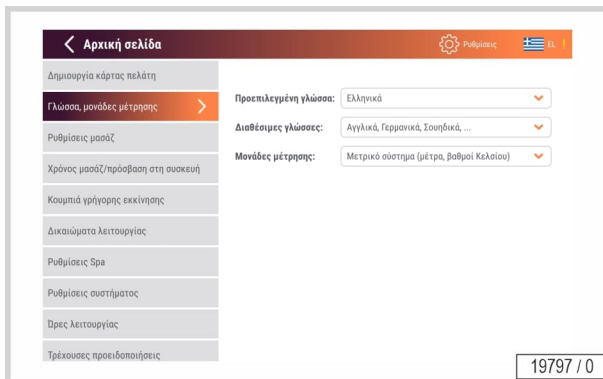 Αρχική σελίδα
Ρυθμίσεις
EL !
Δημιουργία κάρτας πελάτη
Γλώσσα, μονάδες μέτρησης
Ρυθμίσεις μασάζ
Χρόνος μασάζ/πρόσβαση στη συσκευή
Κουμπιά γρήγορης εκκίνησης
Δικαιώματα λειτουργίας
Ρυθμίσεις Spa
Ρυθμίσεις συστήματος
Ώρες λειτουργίας
Τρέχουσες προειδοποιήσεις
Προεπιλεγμένη γλώσσα: Ελληνικά
Διαθέσιμες γλώσσες: Αγγλικά, Γερμανικά, Σουηδικά, ...
Μονάδες μέτρησης: Μετρικό σύστημα (μέτρα, βαθμοί Κελσίου)
19797 / 0